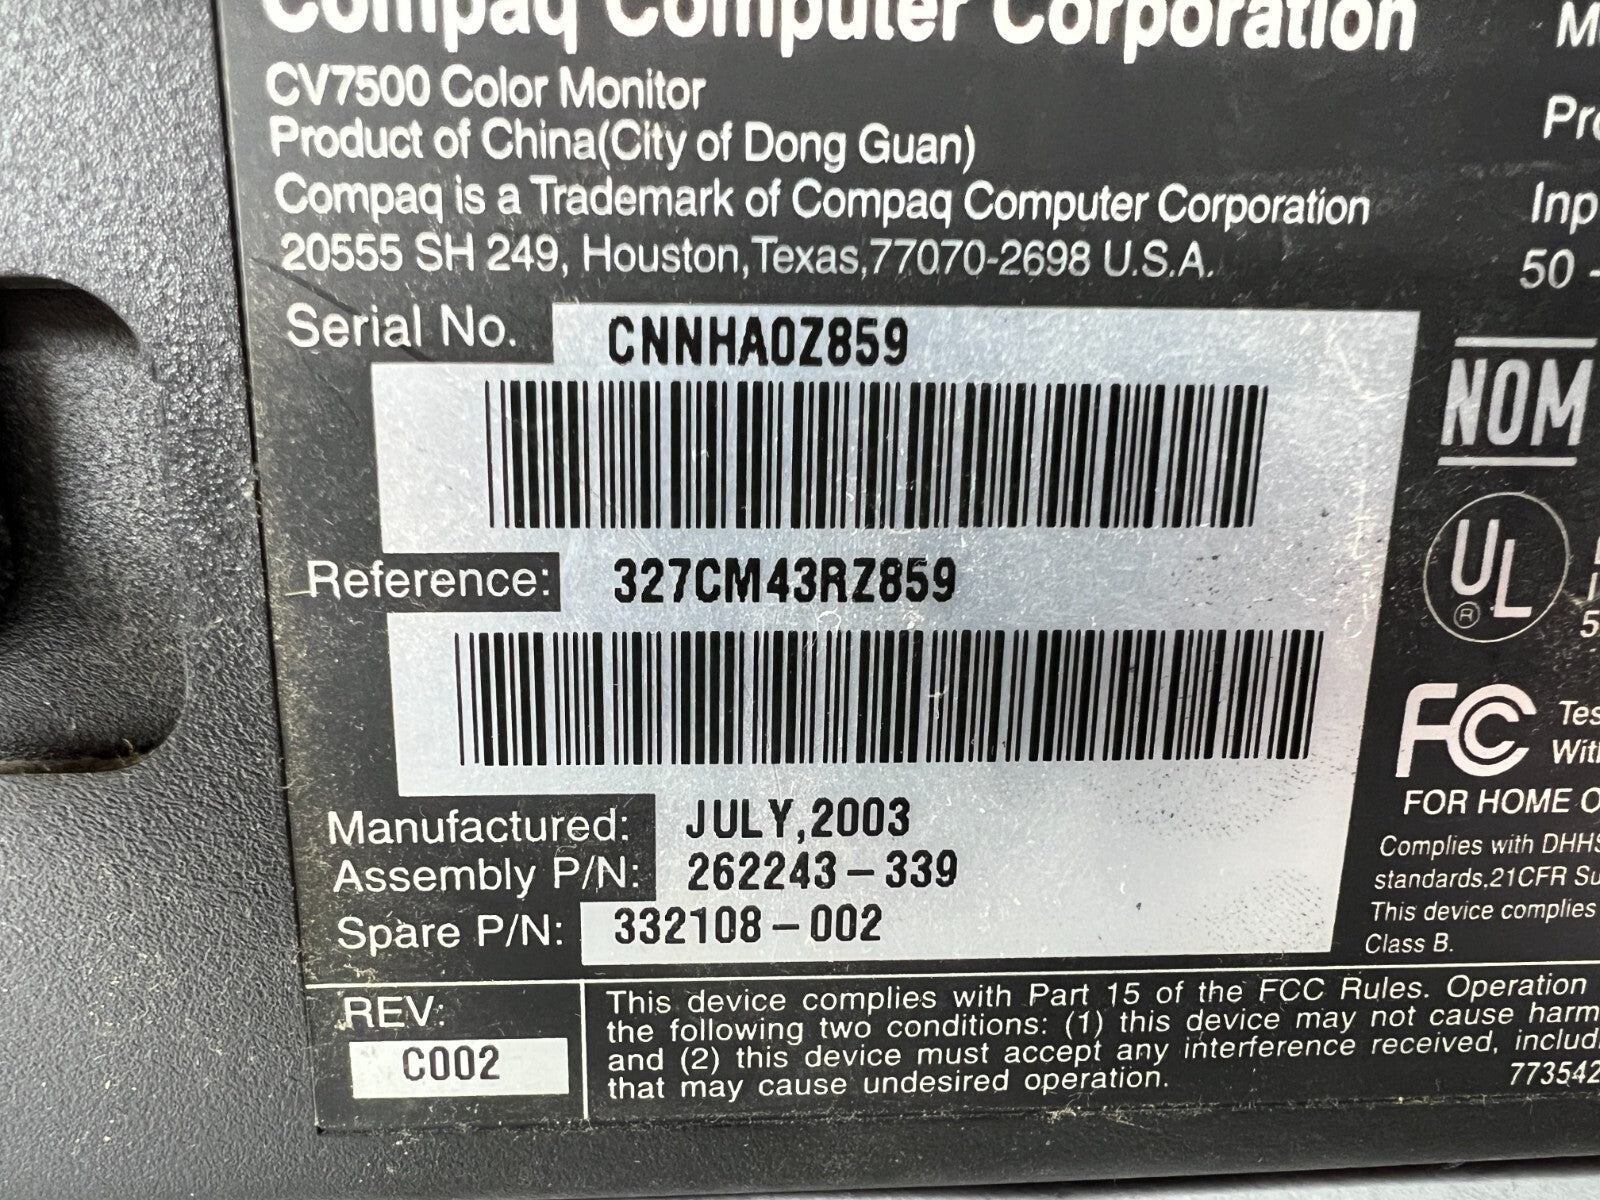 Compaq Computer Corporation
CV7500 Color Monitor
Product of China(City of Dong Guan)
Compaq is a Trademark of Compaq Computer Corporation
20555 SH 249, Houston,Texas,77070-2698 U.S.A.
Serial No. CNNHA0Z859
Reference: 327CM43RZ859
Manufactured: JULY,2003
Assembly P/N: 262243-339
Spare P/N: 332108-002
REV:
C002
50 -
NOM
UL
®
FC
FOR HOME
Complies with
standards.21CFR
This device complies
Class B.
This device complies with Part 15 of the FCC Rules. Operation
the following two conditions: (1) this device may not cause
and (2) this device must accept any interference received,
that may cause undesired operation.